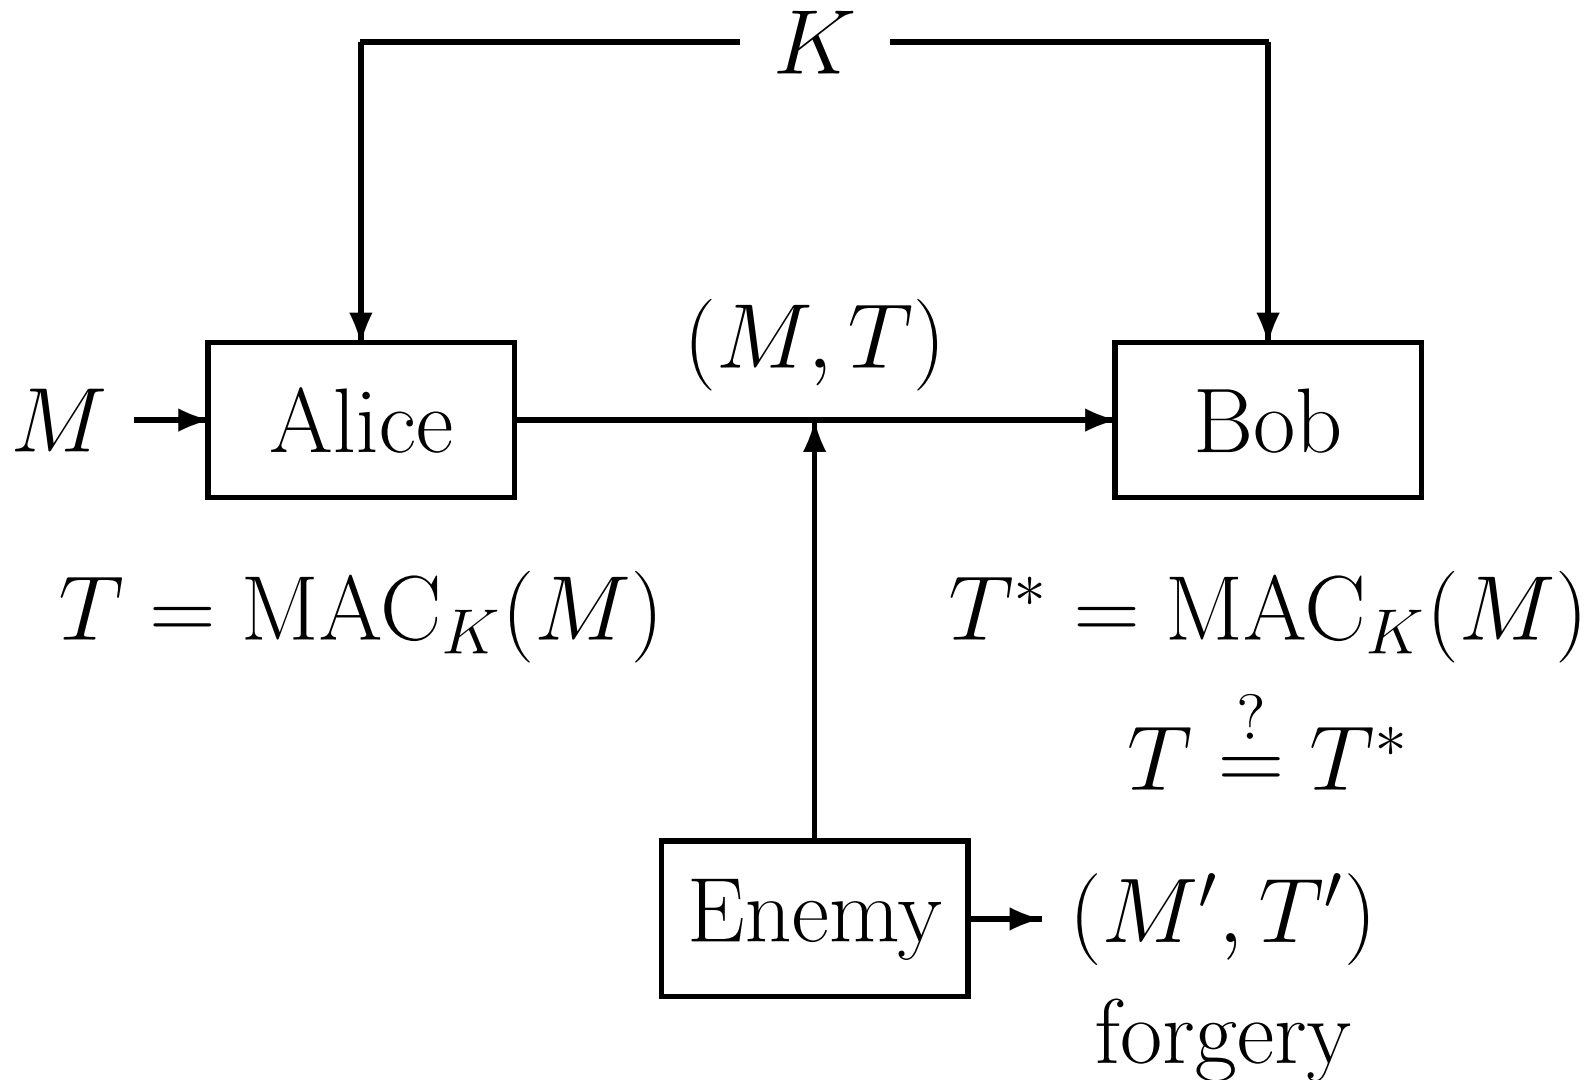 K
(M, T)
M
Alice
Bob
T = MAC_K(M)
T* = MAC_K(M)
T ≟ T*
Enemy
(M′, T′)
forgery